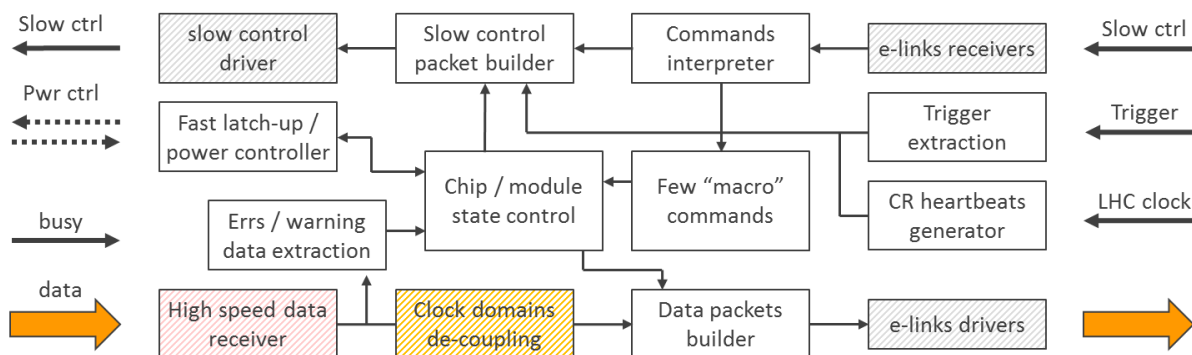 Slow ctrl
slow control
driver
Slow control
packet builder
Commands
interpreter
e-links receivers
Slow ctrl
Pwr ctrl
Fast latch-up /
power controller
Trigger
extraction
Trigger
Chip / module
state control
Few “macro”
commands
CR heartbeats
generator
LHC clock
busy
Errs / warning
data extraction
data
High speed data
receiver
Clock domains
de-coupling
Data packets
builder
e-links drivers